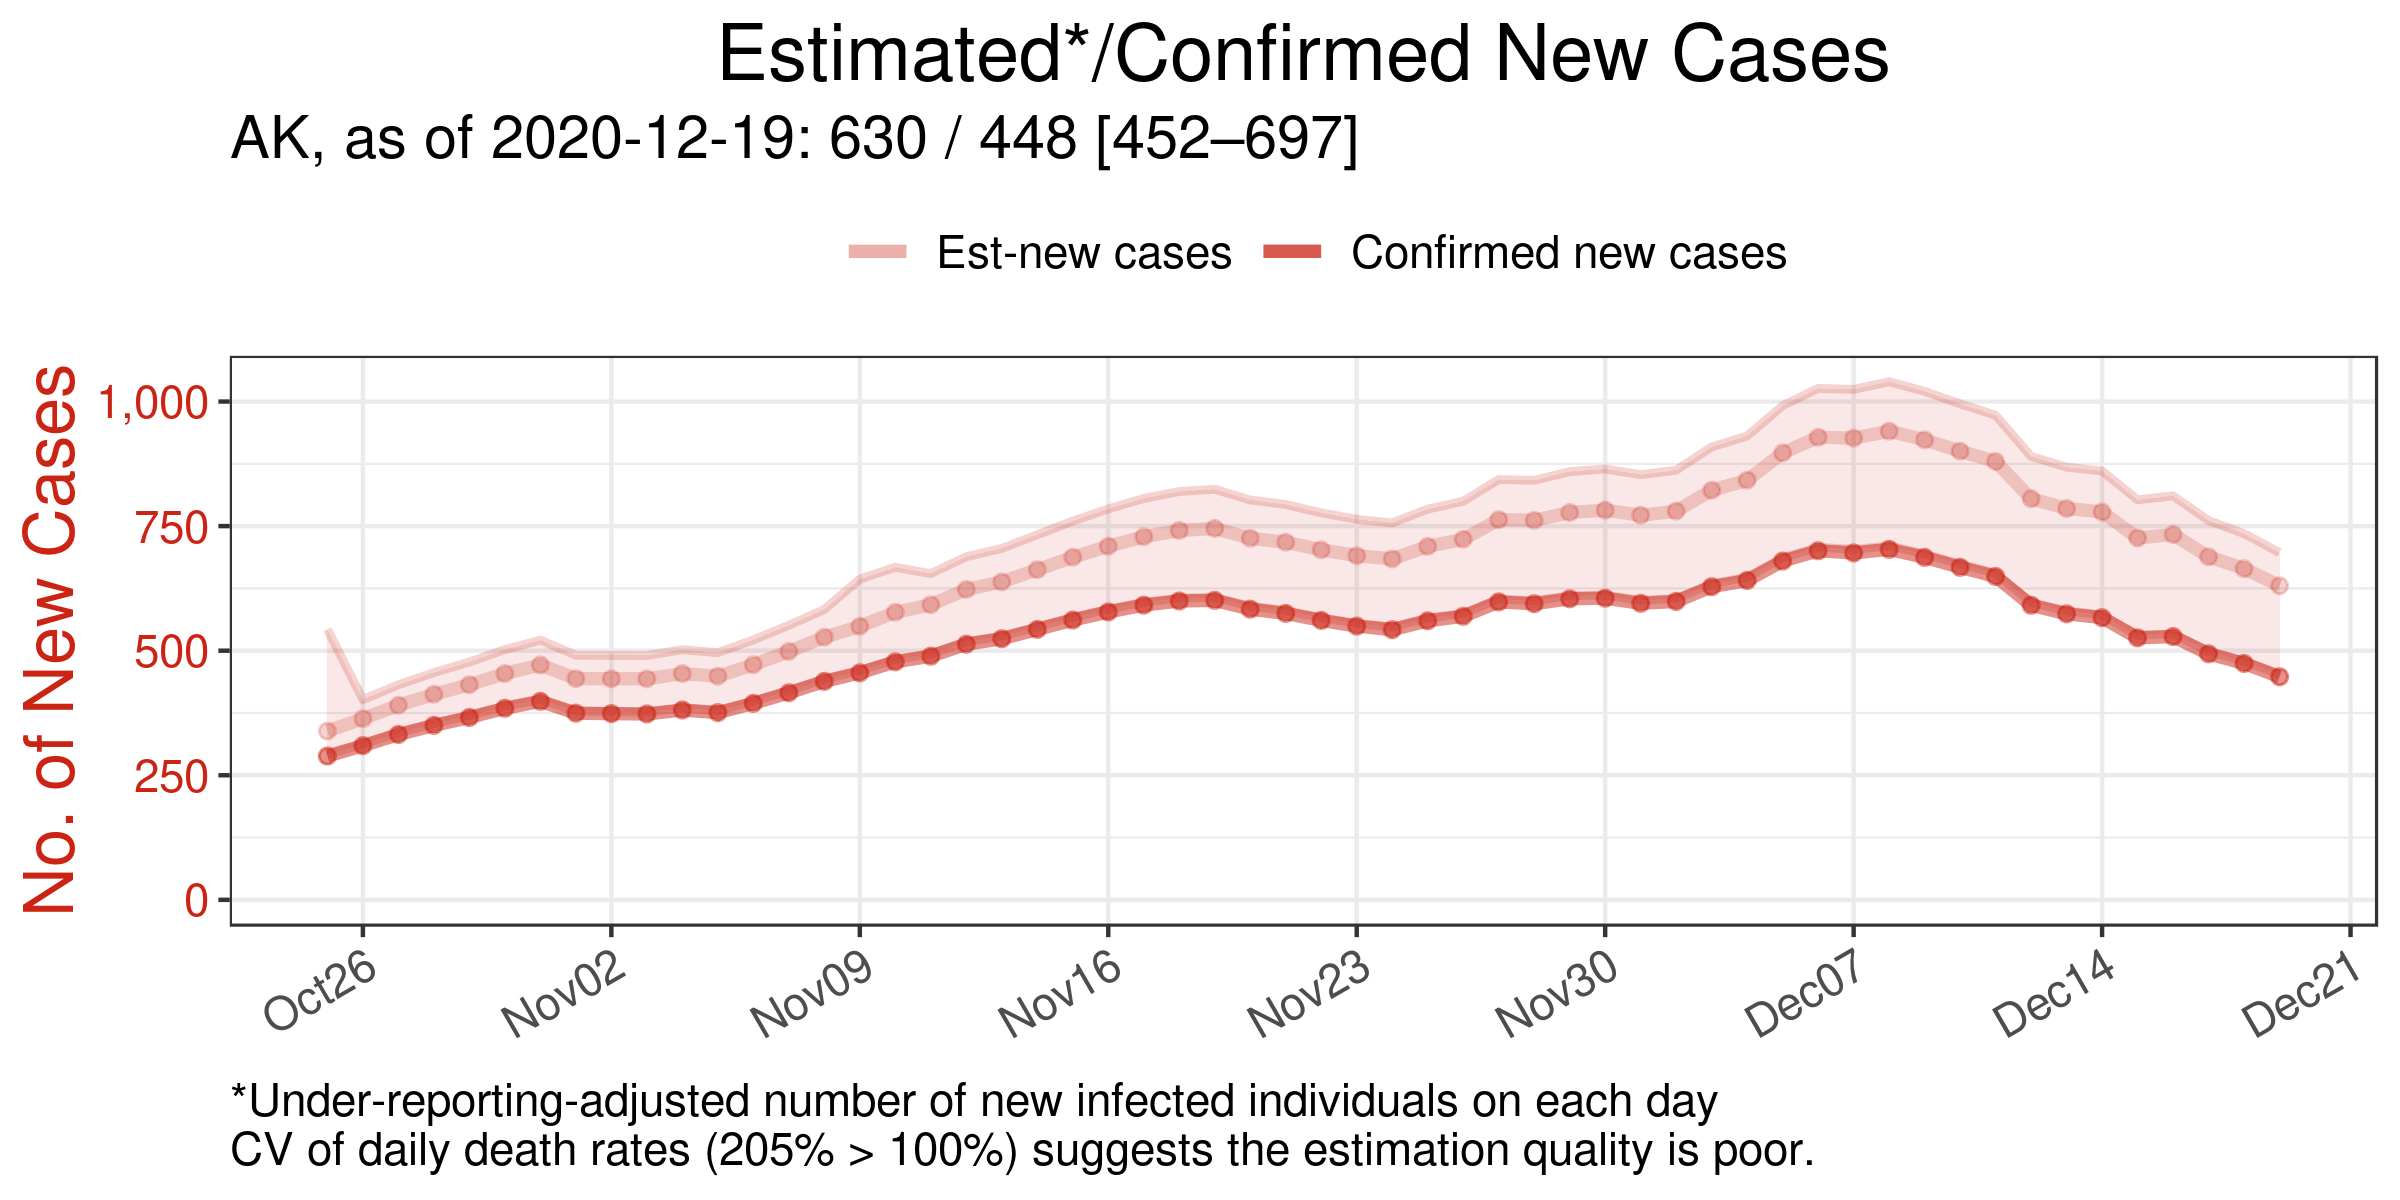 Estimated*/Confirmed New Cases
AK, as of 2020-12-19: 630 / 448 [452–697]
Est-new cases Confirmed new cases
No. of New Cases
1,000
750
500
250
0
Oct26 Nov02 Nov09 Nov16 Nov23 Nov30 Dec07 Dec14 Dec21
*Under-reporting-adjusted number of new infected individuals on each day
CV of daily death rates (205% > 100%) suggests the estimation quality is poor.